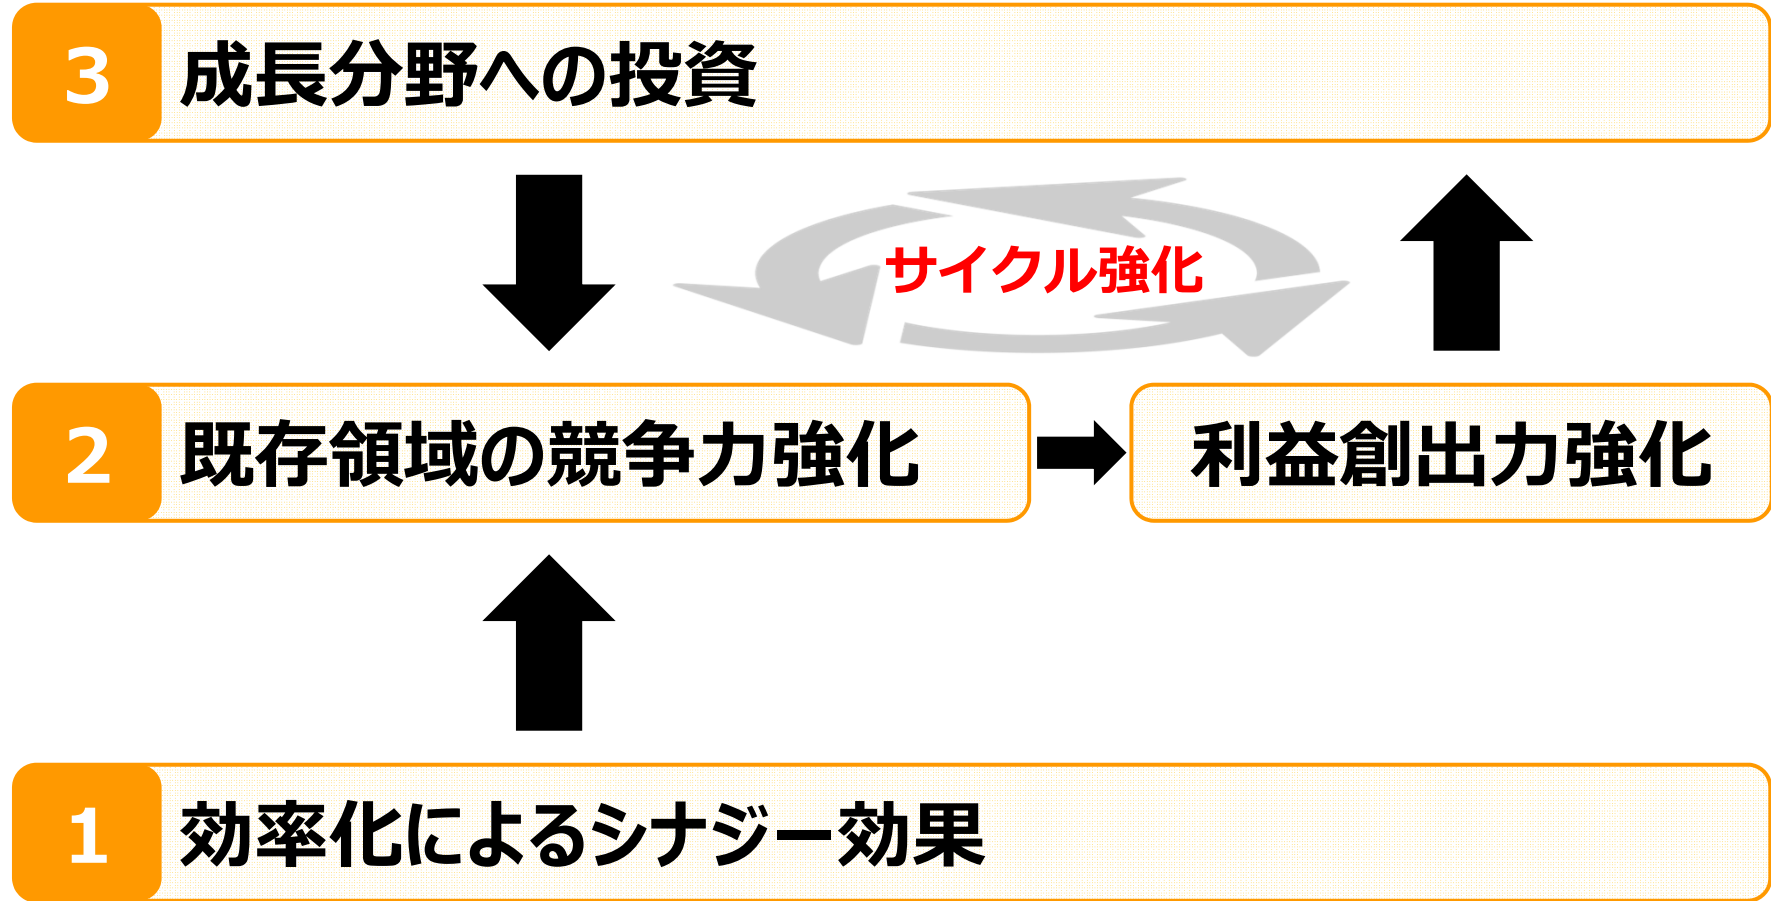 3 成長分野への投資
サイクル強化
2 既存領域の競争力強化
利益創出力強化
1 効率化によるシナジー効果